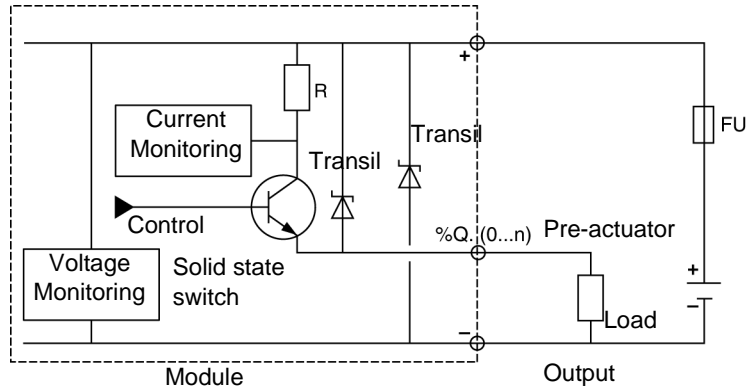 +
R
FU
Current
Monitoring
Transil
Transil
Control
%Q. (0...n)
Pre-actuator
Voltage
Monitoring
Solid state
switch
+
−
Load
−
Module
Output